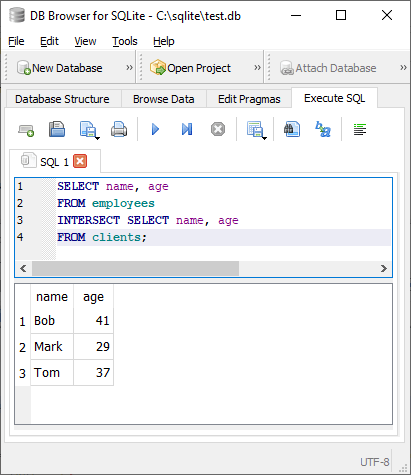 DB Browser for SQLite - C:\sqlite\test.db
File Edit View Tools Help
New Database » Open Project » Attach Database »
Database Structure Browse Data Edit Pragmas Execute SQL
SQL 1
1 SELECT name, age
2 FROM employees
3 INTERSECT SELECT name, age
4 FROM clients;
name age
1 Bob 41
2 Mark 29
3 Tom 37
UTF-8